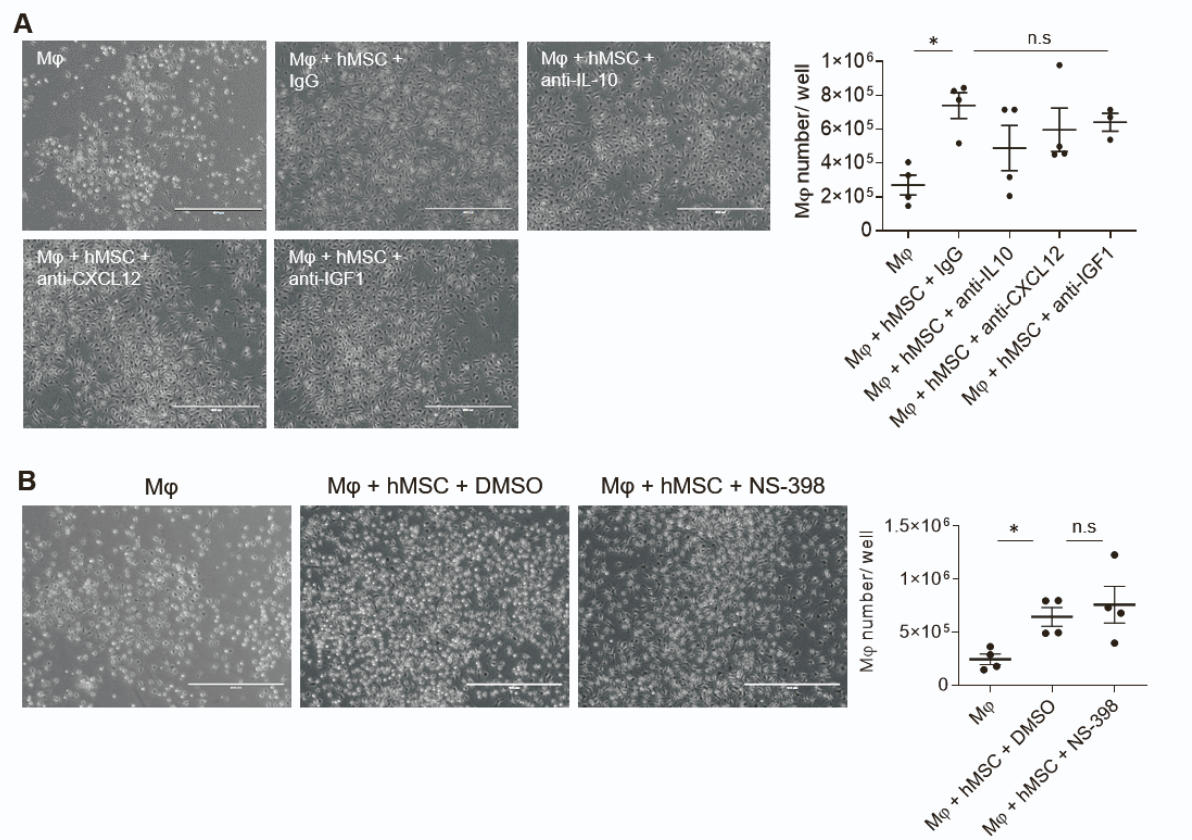 A
Mφ
Mφ + hMSC +
IgG
Mφ + hMSC +
anti-IL-10
Mφ + hMSC +
anti-CXCL12
Mφ + hMSC +
anti-IGF1
*
n.s
Mφ number/ well
1×10⁶
8×10⁵
6×10⁵
4×10⁵
2×10⁵
0
Mφ
Mφ + hMSC + IgG
Mφ + hMSC + anti-IL10
Mφ + hMSC + anti-CXCL12
Mφ + hMSC + anti-IGF1
B
Mφ
Mφ + hMSC + DMSO
Mφ + hMSC + NS-398
*
n.s
Mφ number/ well
1.5×10⁶
1×10⁶
5×10⁵
0
Mφ
Mφ + hMSC + DMSO
Mφ + hMSC + NS-398